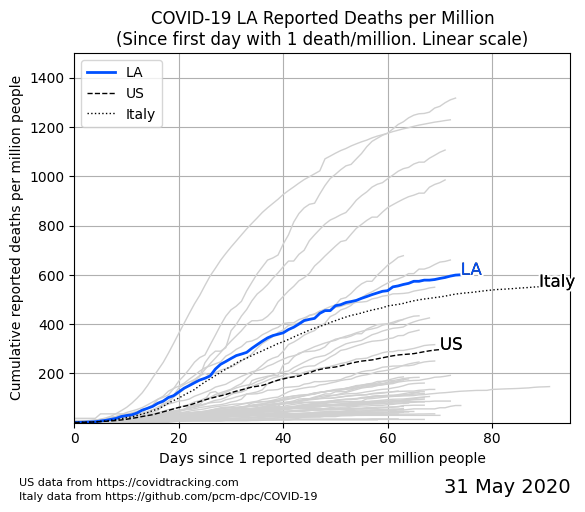 COVID-19 LA Reported Deaths per Million
(Since first day with 1 death/million. Linear scale)
Cumulative reported deaths per million people
1400
1200
1000
800
600
400
200
LA
US
Italy
LA
Italy
US
0
20
40
60
80
Days since 1 reported death per million people
US data from https://covidtracking.com
Italy data from https://github.com/pcm-dpc/COVID-19
31 May 2020